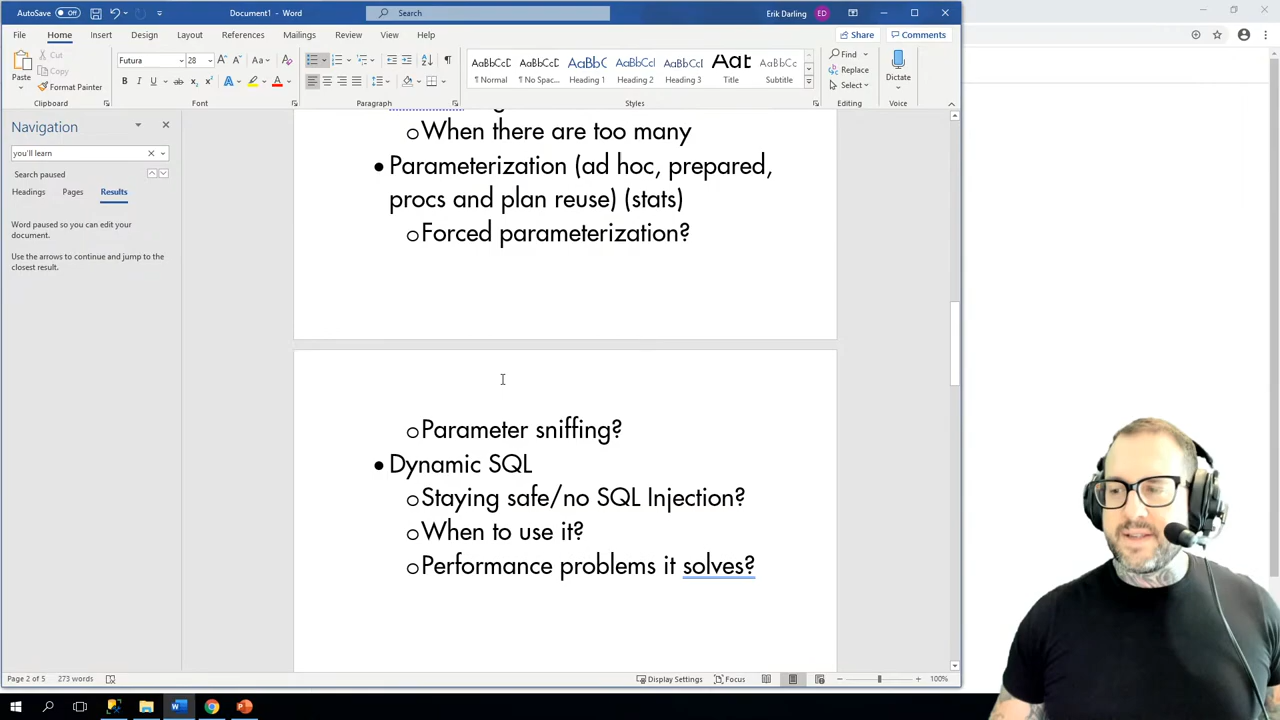 AutoSave Off
Document1 - Word
Search
Erik Darling ED
File Home Insert Draw Design Layout References Mailings Review View Help
Share Comments
Paste
Cut
Copy
Format Painter
Clipboard
Futura 28
Font
Paragraph
AaBbCcD AaBbCcD AaBbC AaBbCcI AaBbCcI Aat AaBbCcI
¶ Normal ¶ No Spac... Heading 1 Heading 2 Heading 3 Title Subtitle
Styles
Find
Replace
Select
Editing
Dictate
Voice
Navigation
you'll learn
Search paused
Headings Pages Results
Word paused so you can edit your
document.
Use the arrows to continue and jump to the
closest result.
When there are too many
Parameterization (ad hoc, prepared,
procs and plan reuse) (stats)
Forced parameterization?
Parameter sniffing?
Dynamic SQL
Staying safe/no SQL Injection?
When to use it?
Performance problems it solves?
Page 2 of 5 273 words
Display Settings Focus 100%